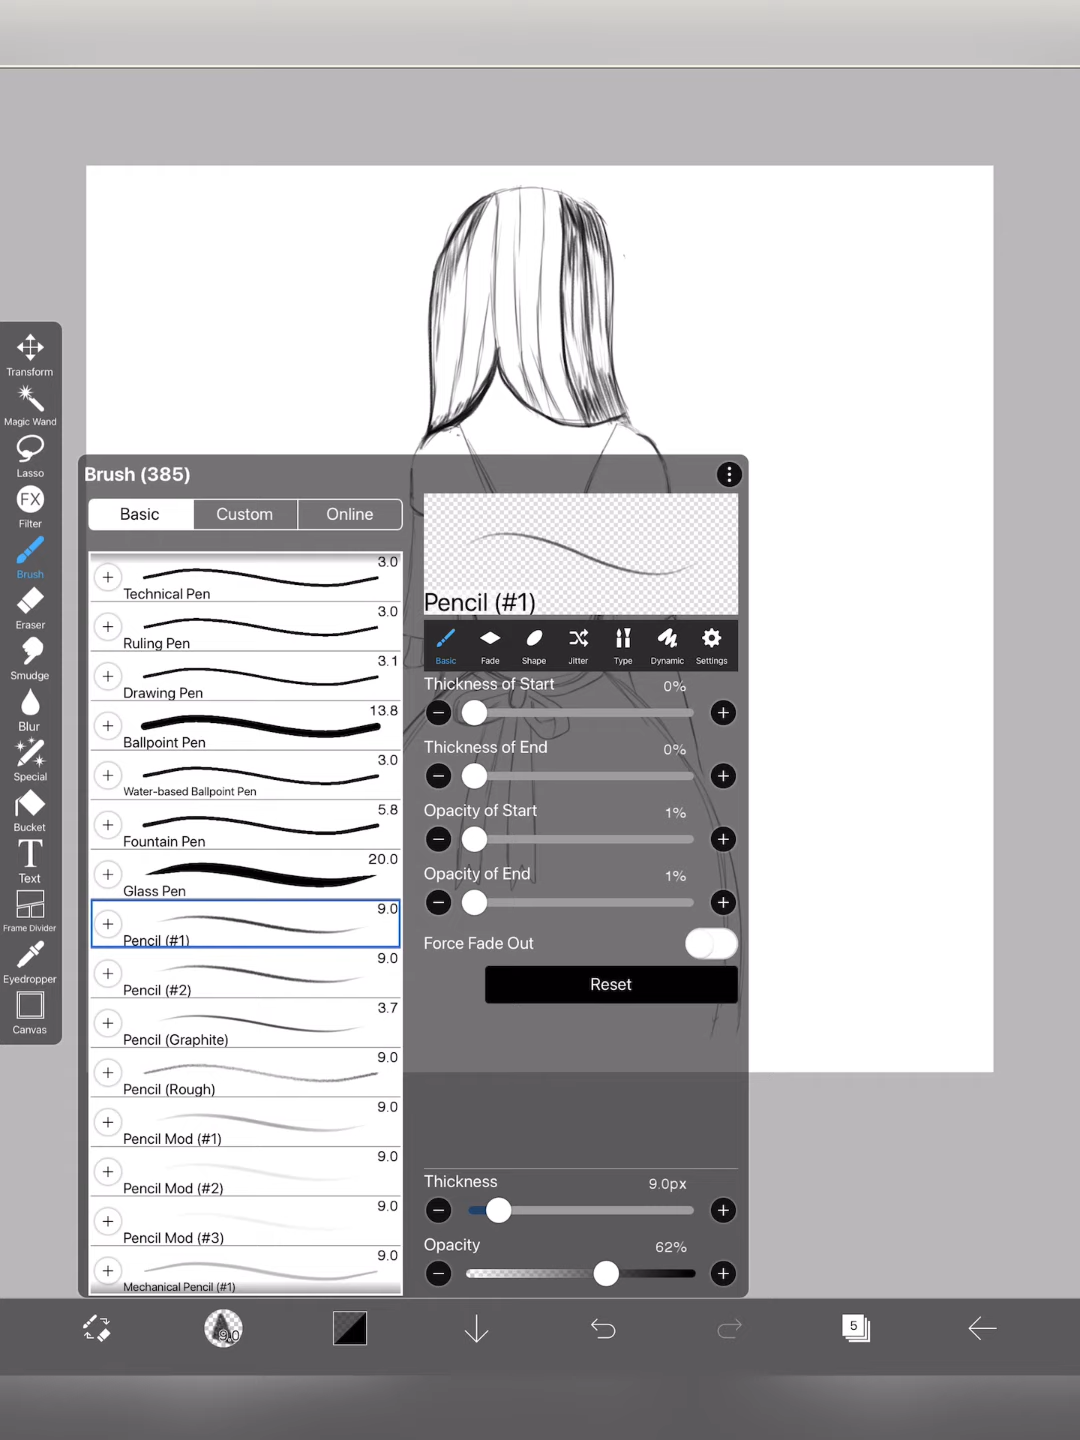 Transform
Magic Wand
Lasso
FX
Filter
Brush
Eraser
Smudge
Blur
Special
Bucket
T
Text
Frame Divider
Eyedropper
Canvas
Brush (385)
Basic Custom Online
3.0
Technical Pen
3.0
Ruling Pen
3.1
Drawing Pen
13.8
Ballpoint Pen
3.0
Water-based Ballpoint Pen
5.8
Fountain Pen
20.0
Glass Pen
9.0
Pencil (#1)
9.0
Pencil (#2)
3.7
Pencil (Graphite)
9.0
Pencil (Rough)
9.0
Pencil Mod (#1)
9.0
Pencil Mod (#2)
9.0
Pencil Mod (#3)
9.0
Mechanical Pencil (#1)
Pencil (#1)
Basic Fade Shape Jitter Type Dynamic Settings
Thickness of Start 0%
Thickness of End 0%
Opacity of Start 1%
Opacity of End 1%
Force Fade Out
Reset
Thickness 9.0px
Opacity 62%
9.0
5